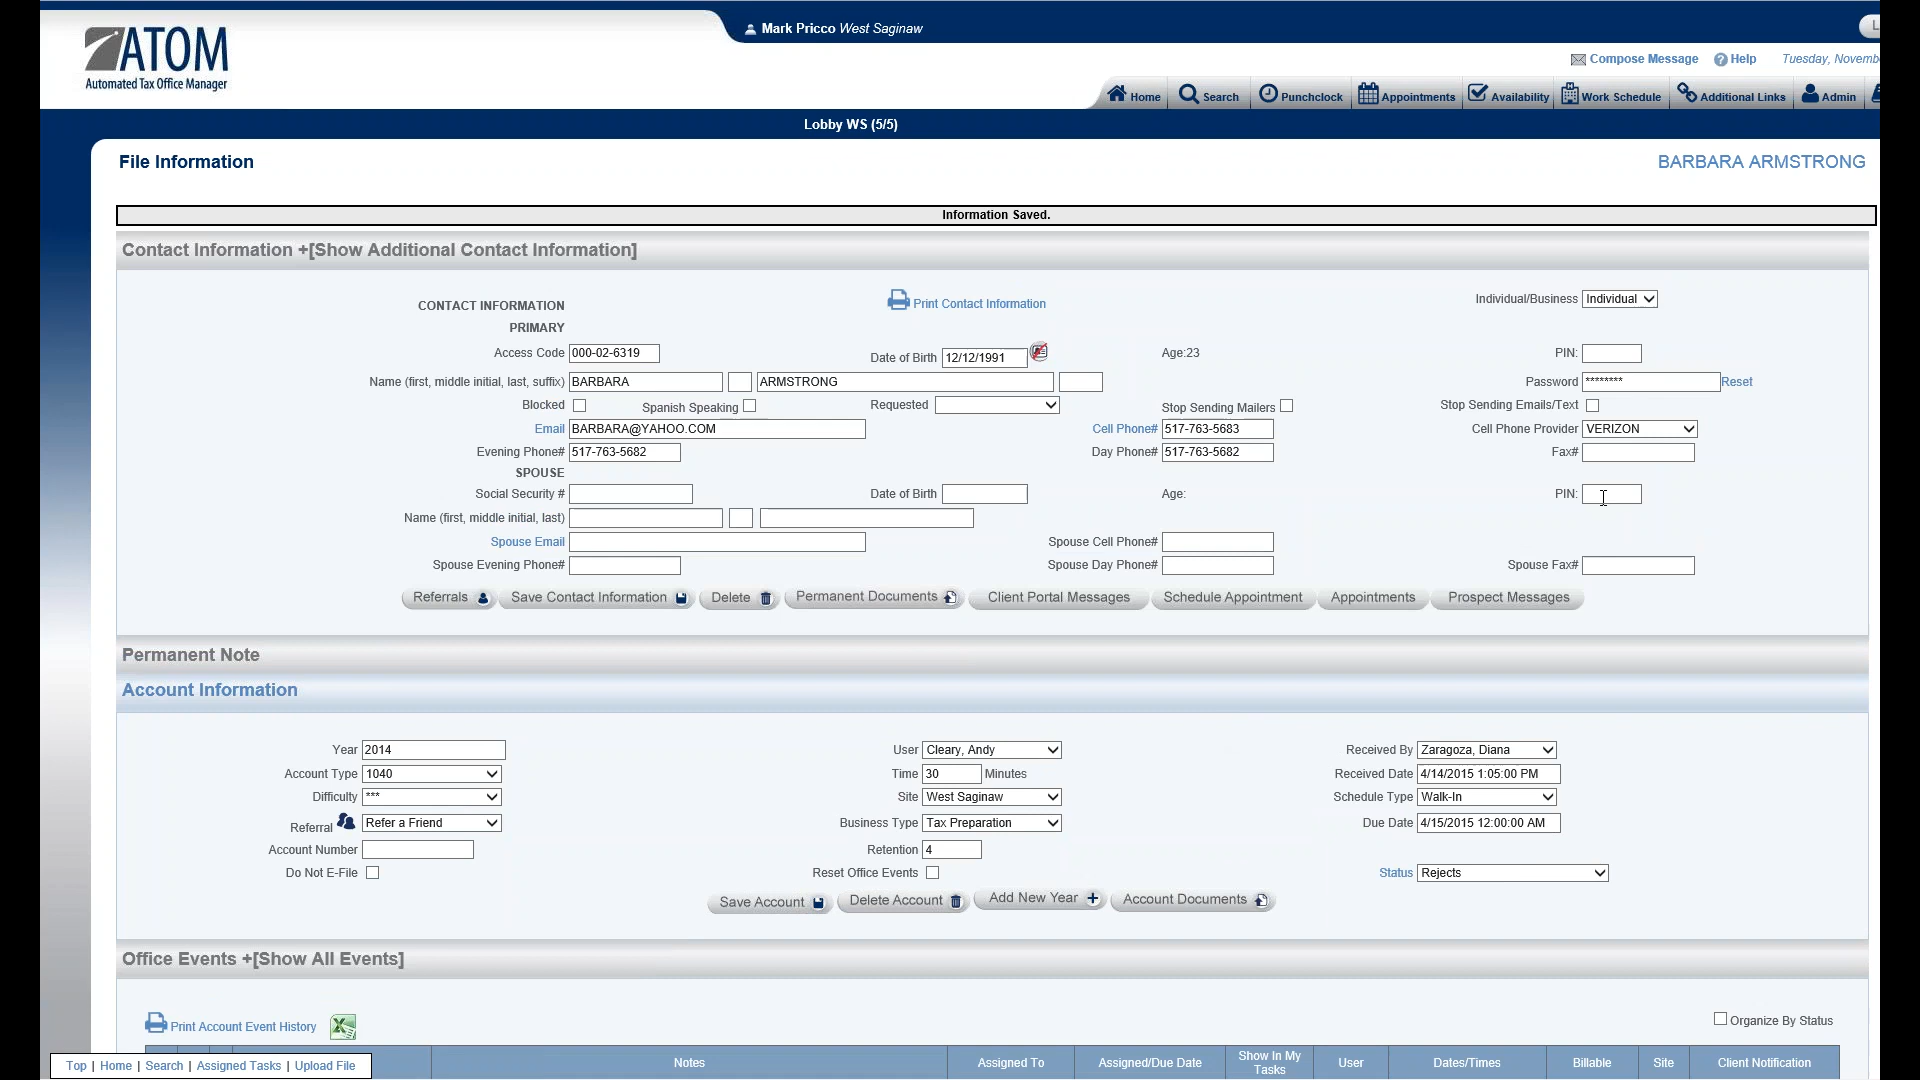 ATOM
Automated Tax Office Manager
Mark Pricco West Saginaw
Compose Message Help Tuesday, Novemb
Home Search Punchclock Appointments Availability Work Schedule Additional Links Admin
Lobby WS (5/5)
File Information BARBARA ARMSTRONG
Information Saved.
Contact Information +[Show Additional Contact Information]
CONTACT INFORMATION Print Contact Information Individual/Business Individual
PRIMARY
Access Code 000-02-6319 Date of Birth 12/12/1991 Age:23 PIN:
Name (first, middle initial, last, suffix) BARBARA ARMSTRONG Password ******** Reset
Blocked Spanish Speaking Requested Stop Sending Mailers Stop Sending Emails/Text
Email BARBARA@YAHOO.COM Cell Phone# 517-763-5683 Cell Phone Provider VERIZON
Evening Phone# 517-763-5682 Day Phone# 517-763-5682 Fax#
SPOUSE
Social Security # Date of Birth Age: PIN:
Name (first, middle initial, last)
Spouse Email Spouse Cell Phone#
Spouse Evening Phone# Spouse Day Phone# Spouse Fax#
Referrals Save Contact Information Delete Permanent Documents Client Portal Messages Schedule Appointment Appointments Prospect Messages
Permanent Note
Account Information
Year 2014 User Cleary, Andy Received By Zaragoza, Diana
Account Type 1040 Time 30 Minutes Received Date 4/14/2015 1:05:00 PM
Difficulty *** Site West Saginaw Schedule Type Walk-In
Referral Refer a Friend Business Type Tax Preparation Due Date 4/15/2015 12:00:00 AM
Account Number Retention 4
Do Not E-File Reset Office Events Status Rejects
Save Account Delete Account Add New Year Account Documents
Office Events +[Show All Events]
Print Account Event History Organize By Status
Notes Assigned To Assigned/Due Date Show In My Tasks User Dates/Times Billable Site Client Notification
Top | Home | Search | Assigned Tasks | Upload File